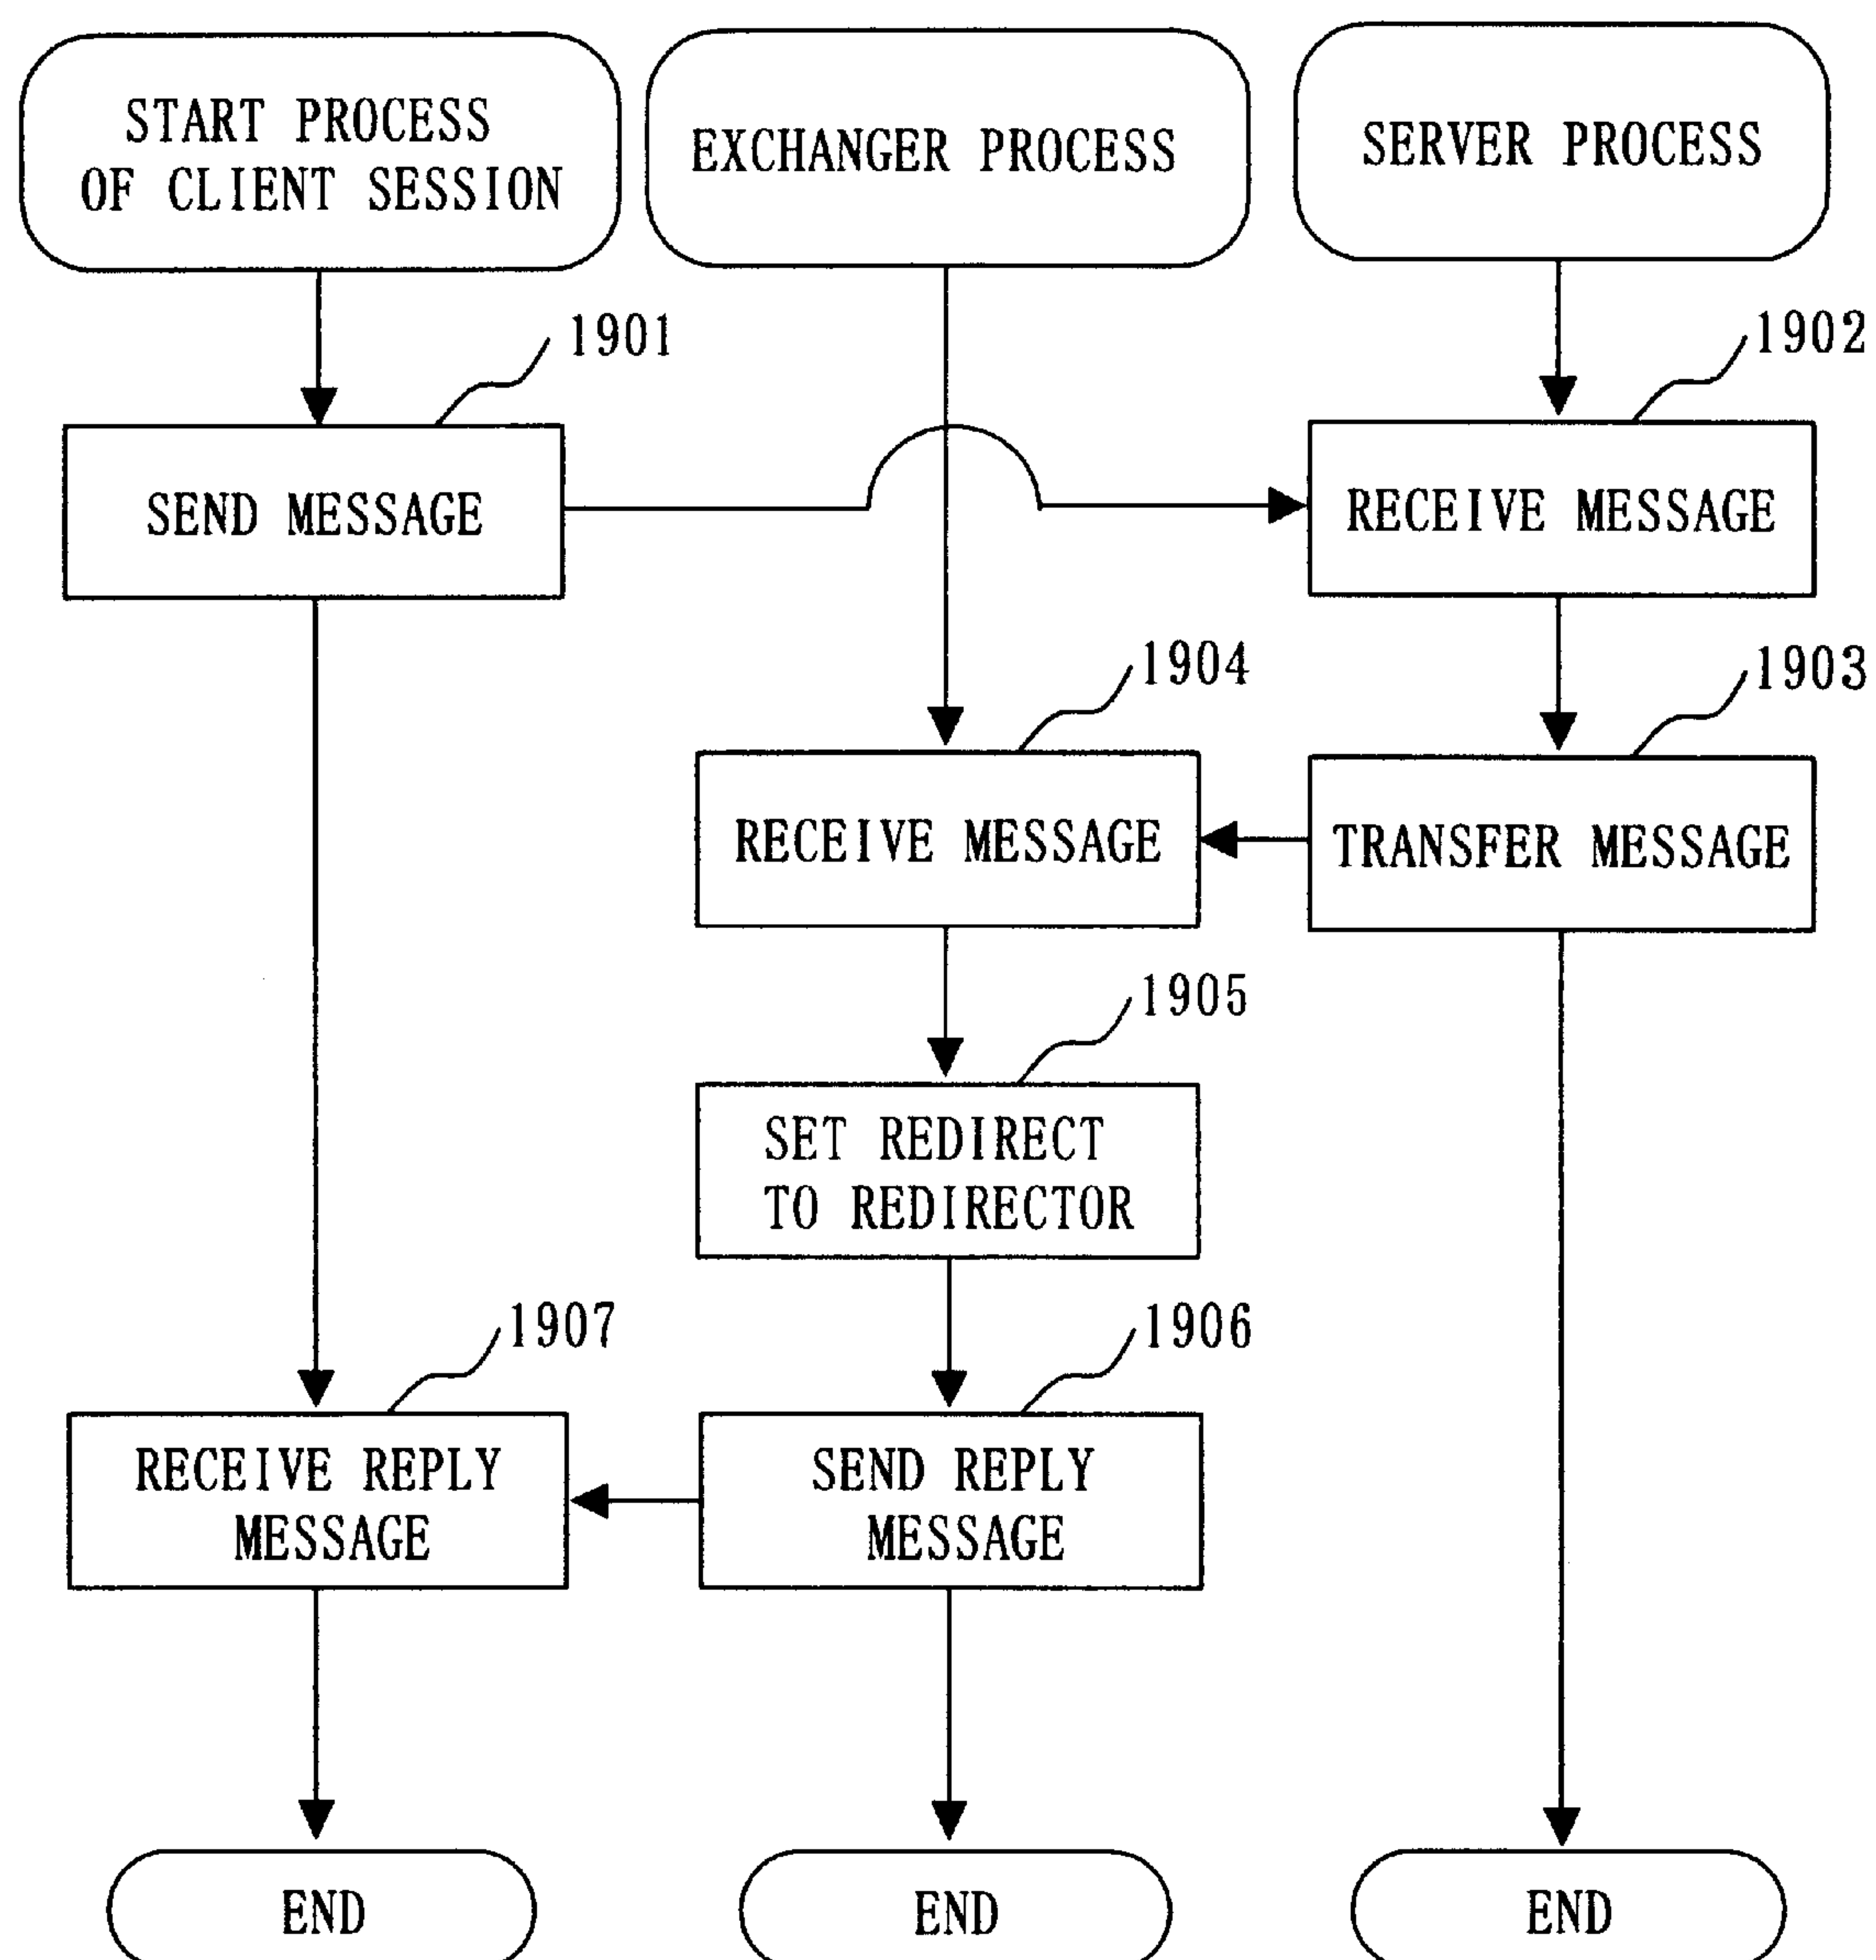 START PROCESS
OF CLIENT SESSION
EXCHANGER PROCESS
SERVER PROCESS
1901
1902
SEND MESSAGE
RECEIVE MESSAGE
1904
1903
RECEIVE MESSAGE
TRANSFER MESSAGE
1905
SET REDIRECT
TO REDIRECTOR
1907
1906
RECEIVE REPLY
MESSAGE
SEND REPLY
MESSAGE
END
END
END